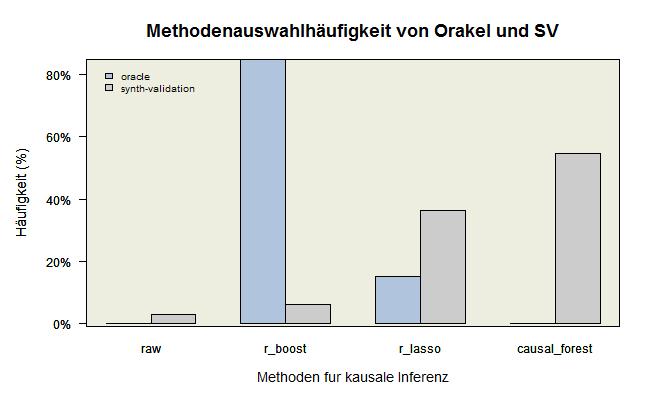 Methodenauswahlhäufigkeit von Orakel und SV
oracle
synth-validation
80%
60%
40%
20%
0%
Häufigkeit (%)
raw r_boost r_lasso causal_forest
Methoden fur kausale Inferenz